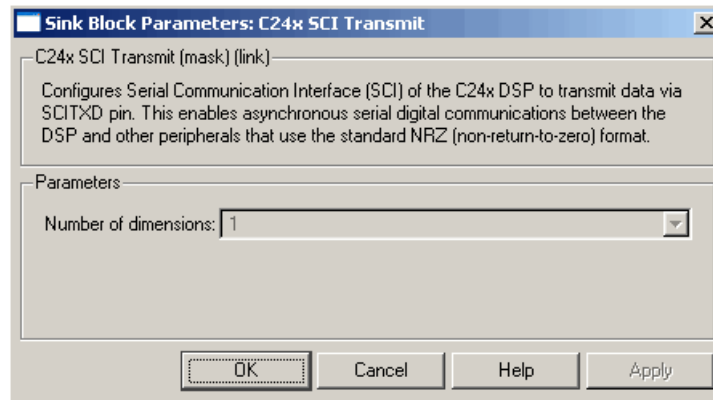 Sink Block Parameters: C24x SCI Transmit
C24x SCI Transmit (mask) (link)
Configures Serial Communication Interface (SCI) of the C24x DSP to transmit data via
SCITXD pin. This enables asynchronous serial digital communications between the
DSP and other peripherals that use the standard NRZ (non-return-to-zero) format.
Parameters
Number of dimensions: 1
OK Cancel Help Apply